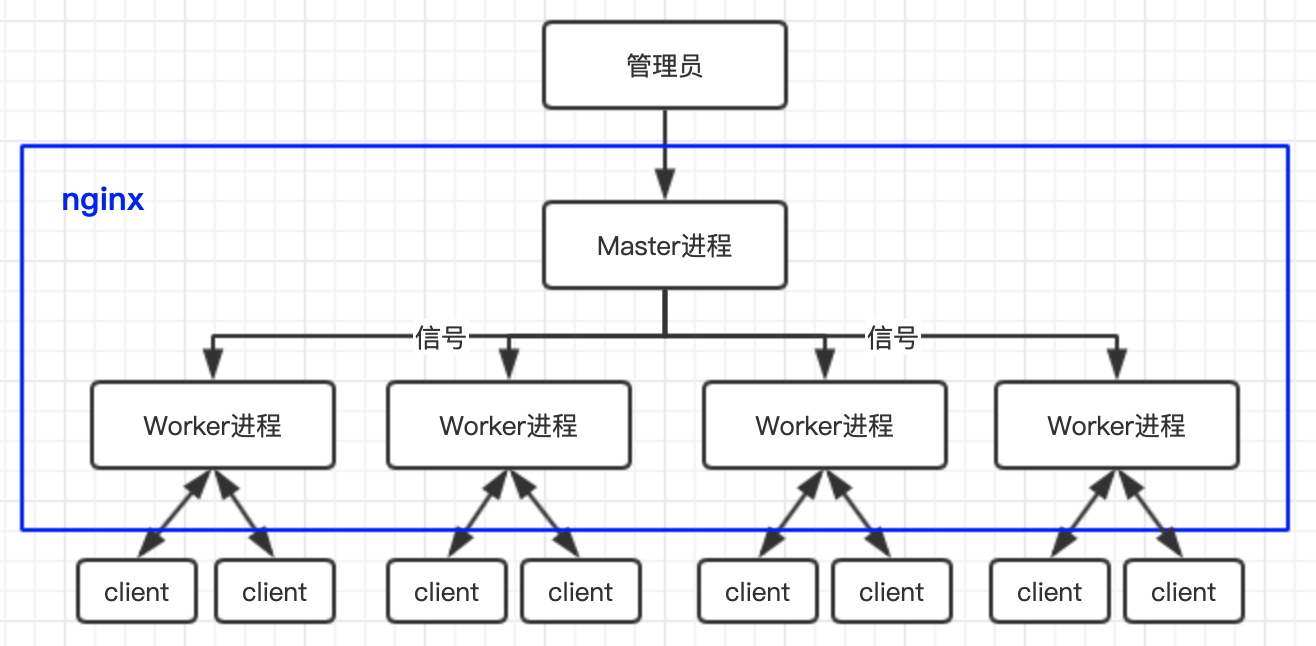 管理员
nginx
Master进程
信号
信号
Worker进程
Worker进程
Worker进程
Worker进程
client
client
client
client
client
client
client
client